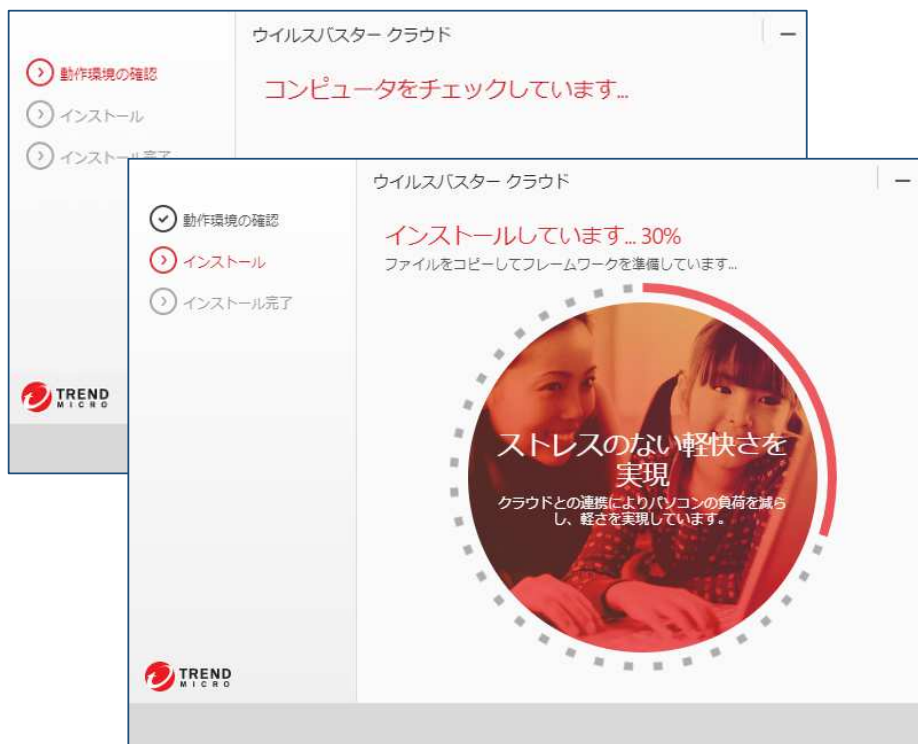 ウイルスバスター クラウド
動作環境の確認
コンピュータをチェックしています...
インストール
インストール完了
TREND
MICRO
ウイルスバスター クラウド
動作環境の確認
インストールしています... 30%
ファイルをコピーしてフレームワークを準備しています...
インストール
インストール完了
ストレスのない軽快さを
実現
クラウドとの連携によりパソコンの負荷を減ら
し、軽さを実現しています。
TREND
MICRO